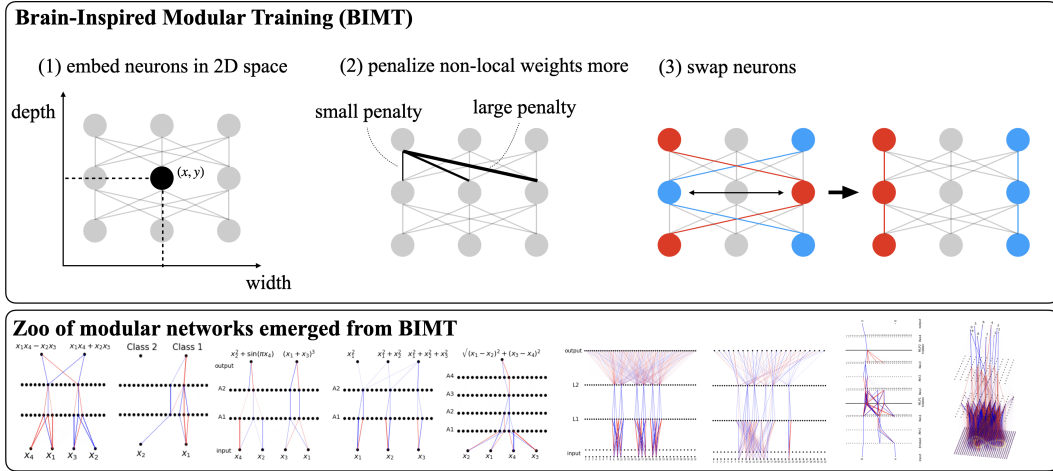 Brain-Inspired Modular Training (BIMT)
(1) embed neurons in 2D space
(2) penalize non-local weights more
(3) swap neurons
depth
(x, y)
width
small penalty
large penalty
Zoo of modular networks emerged from BIMT
x₁x₄ − x₂x₃
x₁x₄ + x₂x₃
x₄
x₁
x₃
x₂
Class 2
Class 1
x₂
x₁
x₂² + sin(πx₄)
(x₁ + x₃)³
output
A2
A1
input
x₄
x₂
x₃
x₁
x₁²
x₁² + x₂²
x₁² + x₂² + x₃²
A2
A1
x₁
x₂
x₃
√(x₁ − x₂)² + (x₃ − x₄)²
A4
A3
A2
A1
x₂
x₁
x₄
x₃
output
L2
L1
input